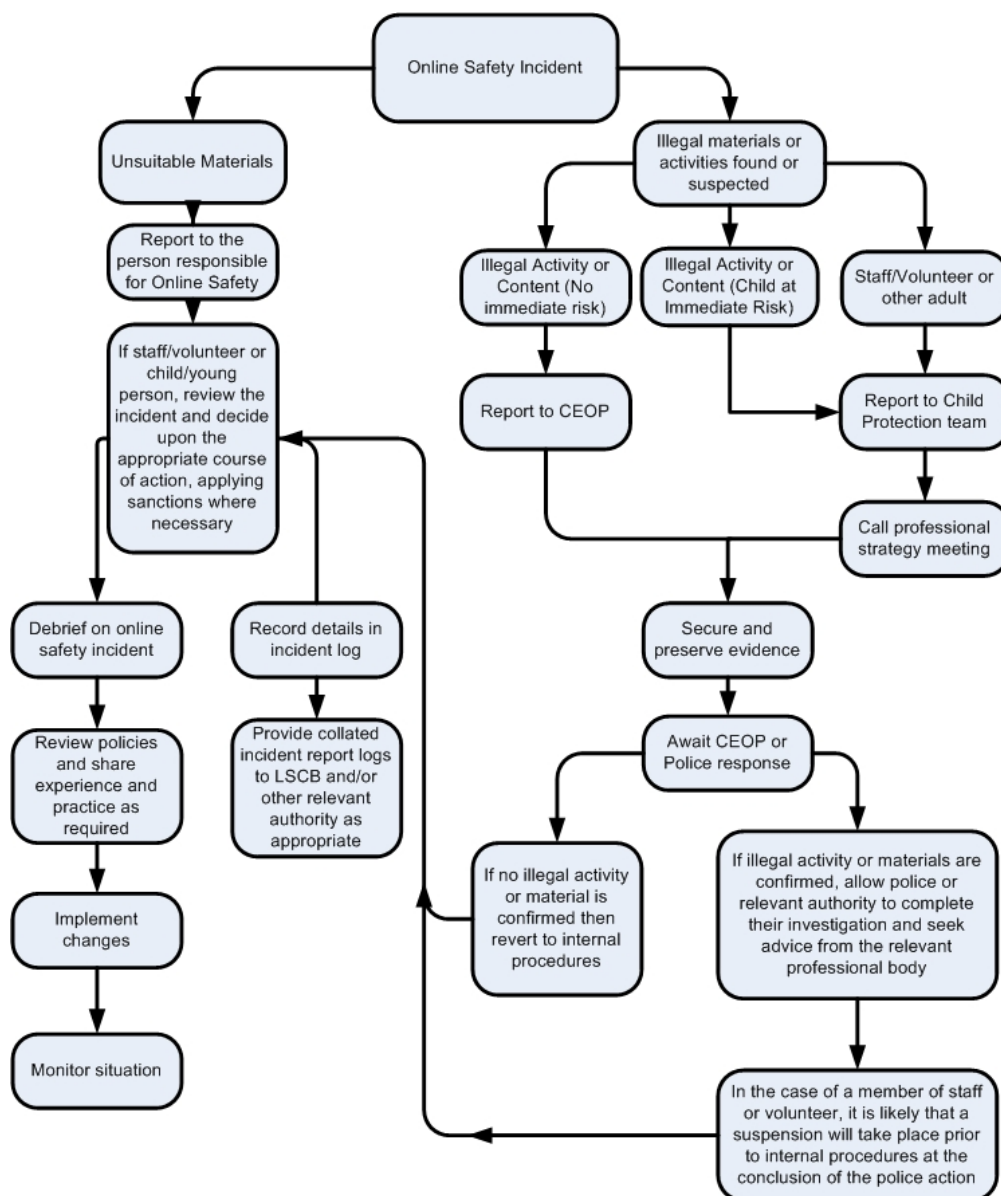 Online Safety Incident
Unsuitable Materials
Illegal materials or
activities found or
suspected
Report to the
person responsible
for Online Safety
Illegal Activity or
Content (No
immediate risk)
Illegal Activity or
Content (Child at
Immediate Risk)
Staff/Volunteer or
other adult
If staff/volunteer or
child/young
person, review the
incident and decide
upon the
appropriate course
of action, applying
sanctions where
necessary
Report to CEOP
Report to Child
Protection team
Call professional
strategy meeting
Debrief on online
safety incident
Record details in
incident log
Secure and
preserve evidence
Review policies
and share
experience and
practice as
required
Provide collated
incident report logs
to LSCB and/or
other relevant
authority as
appropriate
Await CEOP or
Police response
If no illegal activity
or material is
confirmed then
revert to internal
procedures
If illegal activity or materials are
confirmed, allow police or
relevant authority to complete
their investigation and seek
advice from the relevant
professional body
Implement
changes
Monitor situation
In the case of a member of staff
or volunteer, it is likely that a
suspension will take place prior
to internal procedures at the
conclusion of the police action